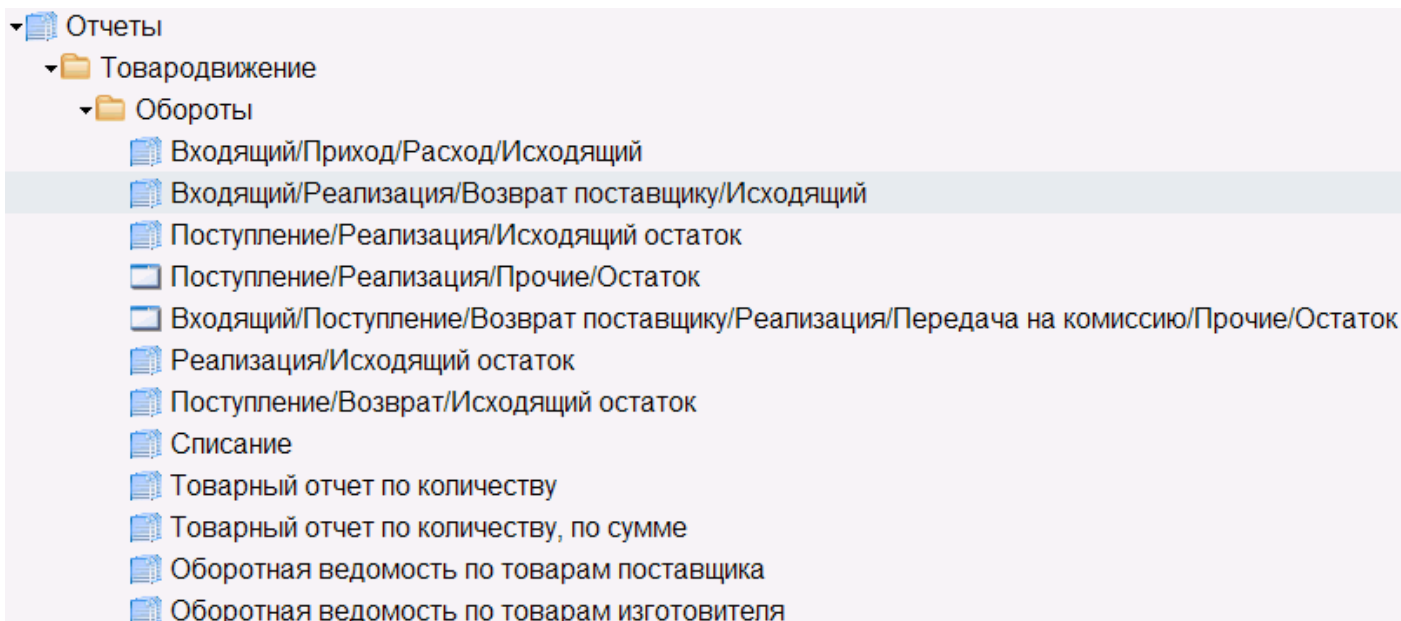 Отчеты
Товародвижение
Обороты
Входящий/Приход/Расход/Исходящий
Входящий/Реализация/Возврат поставщику/Исходящий
Поступление/Реализация/Исходящий остаток
Поступление/Реализация/Прочие/Остаток
Входящий/Поступление/Возврат поставщику/Реализация/Передача на комиссию/Прочие/Остаток
Реализация/Исходящий остаток
Поступление/Возврат/Исходящий остаток
Списание
Товарный отчет по количеству
Товарный отчет по количеству, по сумме
Оборотная ведомость по товарам поставщика
Оборотная ведомость по товарам изготовителя